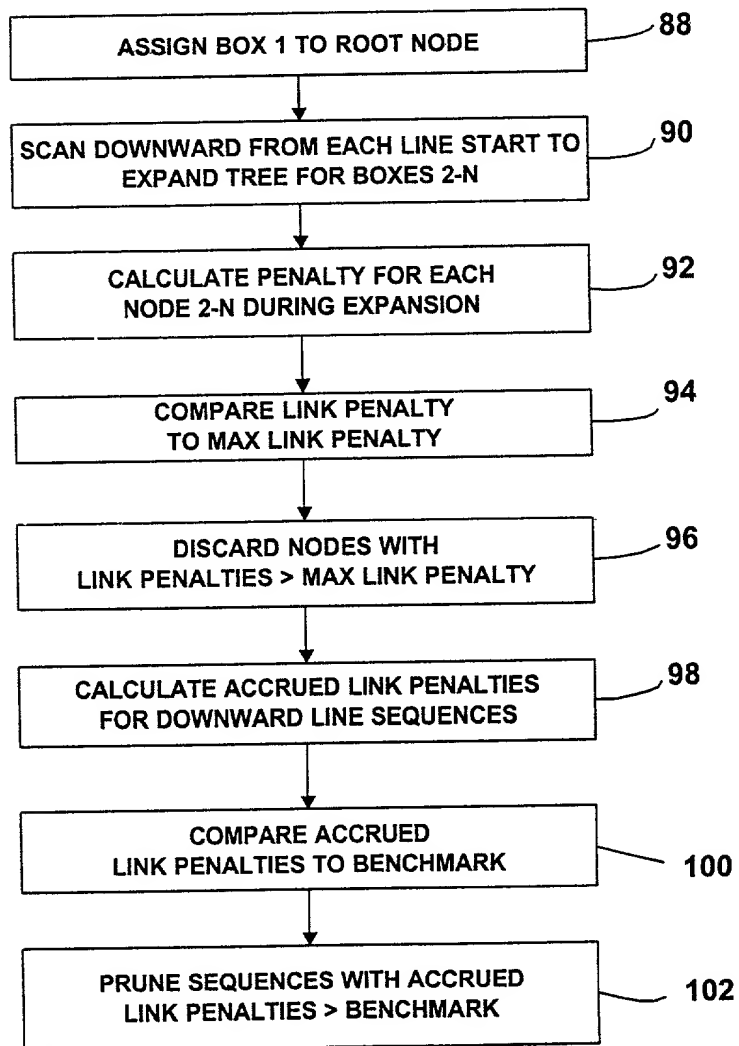 ASSIGN BOX 1 TO ROOT NODE
88
SCAN DOWNWARD FROM EACH LINE START TO
EXPAND TREE FOR BOXES 2-N
90
CALCULATE PENALTY FOR EACH
NODE 2-N DURING EXPANSION
92
COMPARE LINK PENALTY
TO MAX LINK PENALTY
94
DISCARD NODES WITH
LINK PENALTIES > MAX LINK PENALTY
96
CALCULATE ACCRUED LINK PENALTIES
FOR DOWNWARD LINE SEQUENCES
98
COMPARE ACCRUED
LINK PENALTIES TO BENCHMARK
100
PRUNE SEQUENCES WITH ACCRUED
LINK PENALTIES > BENCHMARK
102